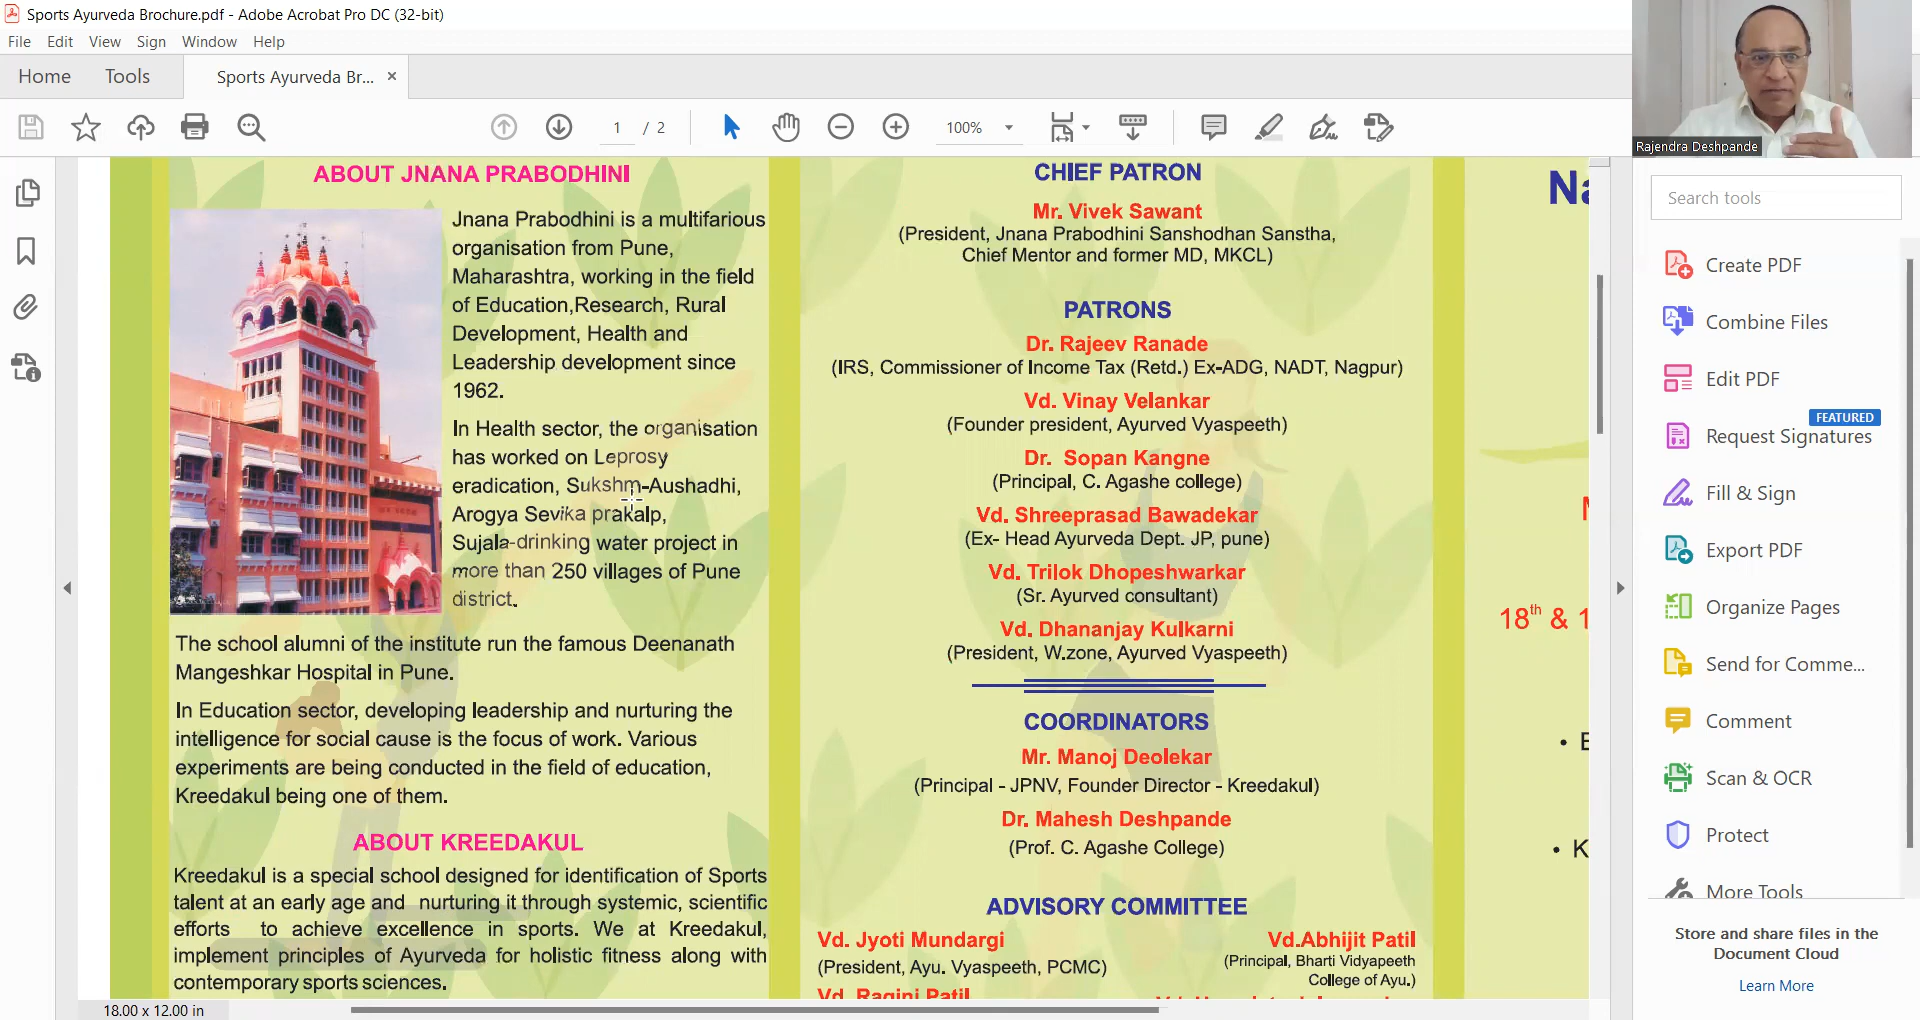 Sports Ayurveda Brochure.pdf - Adobe Acrobat Pro DC (32-bit)
File Edit View Sign Window Help
Home Tools Sports Ayurveda Br... ×
1 / 2 100%
Rajendra Deshpande
ABOUT JNANA PRABODHINI
Jnana Prabodhini is a multifarious
organisation from Pune,
Maharashtra, working in the field
of Education,Research, Rural
Development, Health and
Leadership development since
1962.
In Health sector, the organisation
has worked on Leprosy
eradication, Sukshm-Aushadhi,
Arogya Sevika prakalp,
Sujala-drinking water project in
more than 250 villages of Pune
district.
The school alumni of the institute run the famous Deenanath
Mangeshkar Hospital in Pune.
In Education sector, developing leadership and nurturing the
intelligence for social cause is the focus of work. Various
experiments are being conducted in the field of education,
Kreedakul being one of them.
ABOUT KREEDAKUL
Kreedakul is a special school designed for identification of Sports
talent at an early age and nurturing it through systemic, scientific
efforts to achieve excellence in sports. We at Kreedakul,
implement principles of Ayurveda for holistic fitness along with
contemporary sports sciences.
CHIEF PATRON
Mr. Vivek Sawant
(President, Jnana Prabodhini Sanshodhan Sanstha,
Chief Mentor and former MD, MKCL)
PATRONS
Dr. Rajeev Ranade
(IRS, Commissioner of Income Tax (Retd.) Ex-ADG, NADT, Nagpur)
Vd. Vinay Velankar
(Founder president, Ayurved Vyaspeeth)
Dr. Sopan Kangne
(Principal, C. Agashe college)
Vd. Shreeprasad Bawadekar
(Ex- Head Ayurveda Dept. JP, pune)
Vd. Trilok Dhopeshwarkar
(Sr. Ayurved consultant)
Vd. Dhananjay Kulkarni
(President, W.zone, Ayurved Vyaspeeth)
COORDINATORS
Mr. Manoj Deolekar
(Principal - JPNV, Founder Director - Kreedakul)
Dr. Mahesh Deshpande
(Prof. C. Agashe College)
ADVISORY COMMITTEE
Vd. Jyoti Mundargi
(President, Ayu. Vyaspeeth, PCMC)
Vd. Ragini Patil
Vd.Abhijit Patil
(Principal, Bharti Vidyapeeth
College of Ayu.)
Na
18th & 1
• K
Search tools
Create PDF
Combine Files
Edit PDF
FEATURED
Request Signatures
Fill & Sign
Export PDF
Organize Pages
Send for Comme...
Comment
Scan & OCR
Protect
More Tools
Store and share files in the
Document Cloud
Learn More
18.00 x 12.00 in